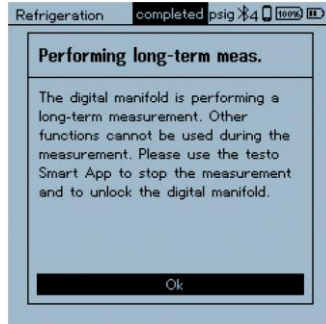 Refrigeration completed psig 4 100%
Performing long-term meas.
The digital manifold is performing a
long-term measurement. Other
functions cannot be used during the
measurement. Please use the testo
Smart App to stop the measurement
and to unlock the digital manifold.
Ok